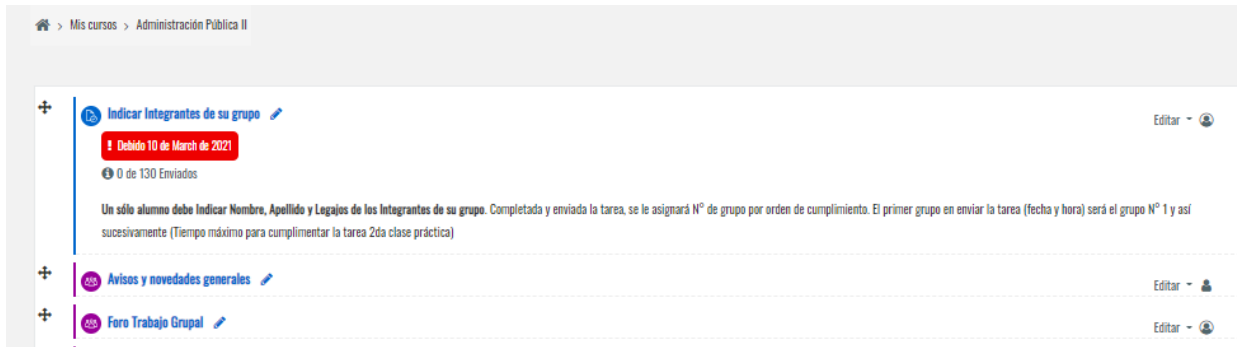 > Mis cursos > Administración Pública II
Indicar Integrantes de su grupo
Editar
! Debido 10 de March de 2021
0 de 130 Enviados
Un sólo alumno debe Indicar Nombre, Apellido y Legajos de los Integrantes de su grupo. Completada y enviada la tarea, se le asignará N° de grupo por orden de cumplimiento. El primer grupo en enviar la tarea (fecha y hora) será el grupo N° 1 y así
sucesivamente (Tiempo máximo para cumplimentar la tarea 2da clase práctica)
Avisos y novedades generales
Editar
Foro Trabajo Grupal
Editar